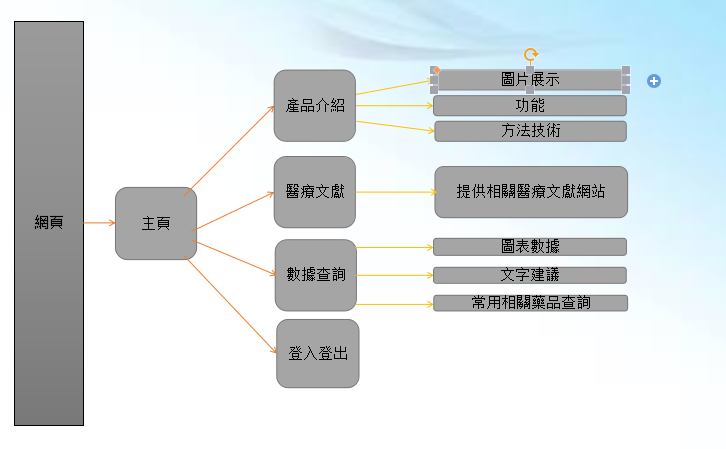 網頁
主頁
產品介紹
圖片展示
功能
方法技術
醫療文獻
提供相關醫療文獻網站
數據查詢
圖表數據
文字建議
常用相關藥品查詢
登入登出